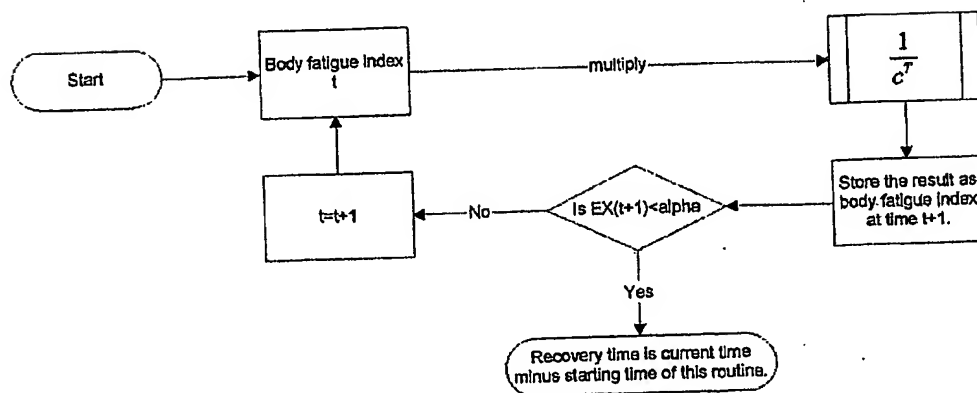 Start
Body fatigue index
t
multiply
1
c^T
Store the result as
body fatigue index
at time t+1.
Is EX(t+1)<alpha
No
t=t+1
Yes
Recovery time is current time
minus starting time of this routine.